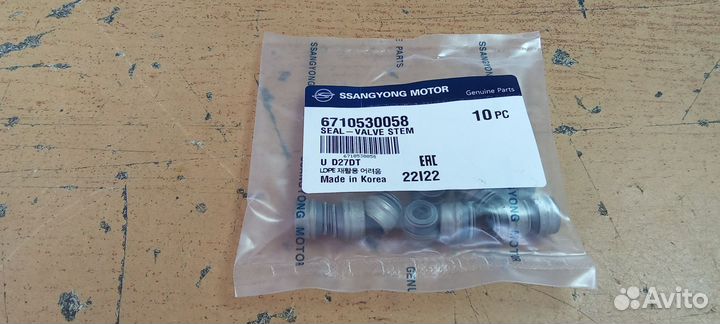 SSANGYONG MOTOR Genuine Parts
6710530058 10 PC
SEAL-VALVE STEM
6710530058
U D27DT EAC
LDPE 재활용 어려움
Made in Korea 22I22
SSANGYONG MOTOR
GENUINE PARTS
SSANGYONG MOTOR
Avito